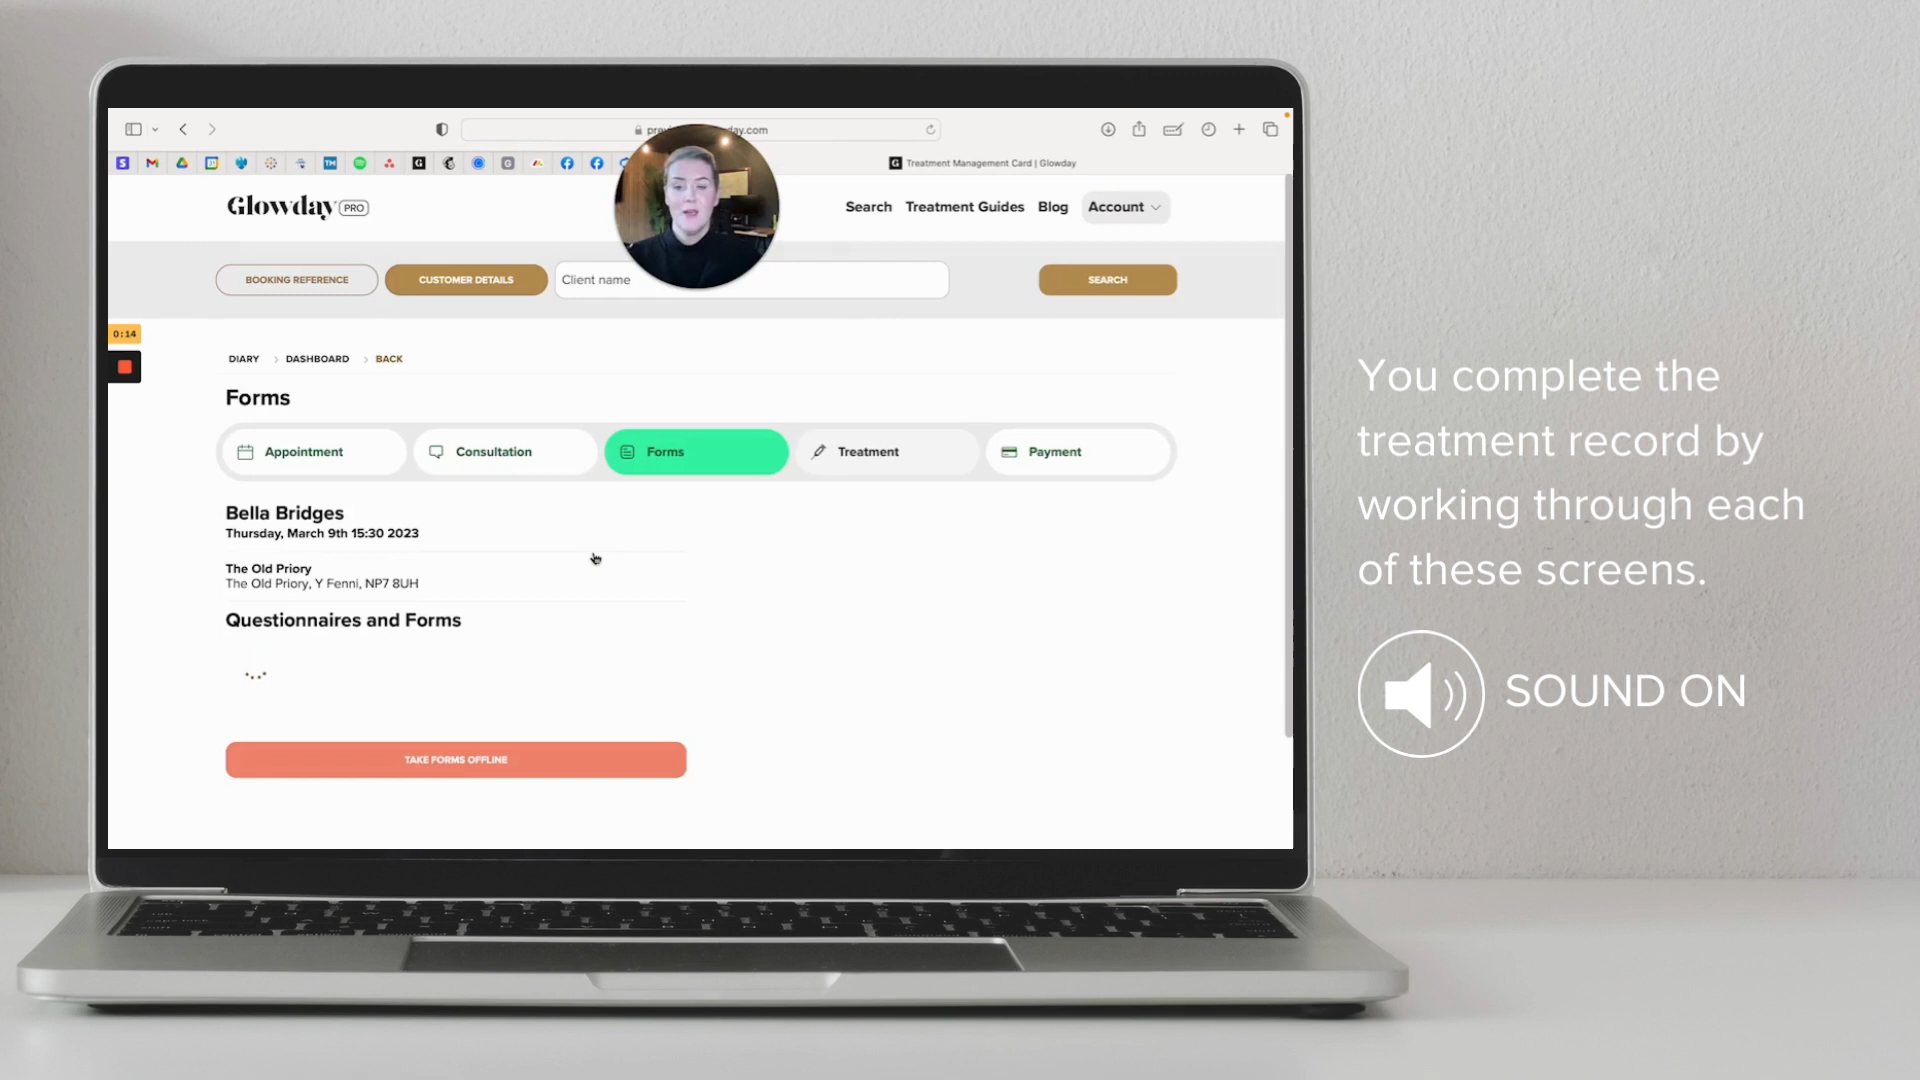 Treatment Management Card | Glowday
Glowday PRO
Search Treatment Guides Blog Account
BOOKING REFERENCE CUSTOMER DETAILS Client name SEARCH
0:14
DIARY DASHBOARD BACK
Forms
Appointment Consultation Forms Treatment Payment
Bella Bridges
Thursday, March 9th 15:30 2023
The Old Priory
The Old Priory, Y Fenni, NP7 8UH
Questionnaires and Forms
TAKE FORMS OFFLINE
You complete the
treatment record by
working through each
of these screens.
SOUND ON